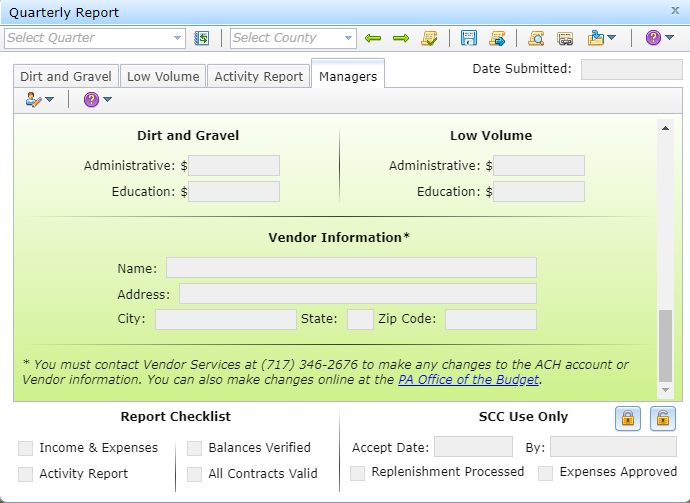 Quarterly Report x
Select Quarter Select County
Dirt and Gravel Low Volume Activity Report Managers Date Submitted:
Dirt and Gravel Low Volume
Administrative: $ Administrative: $
Education: $ Education: $
Vendor Information*
Name:
Address:
City: State: Zip Code:
* You must contact Vendor Services at (717) 346-2676 to make any changes to the ACH account or
Vendor information. You can also make changes online at the PA Office of the Budget.
Report Checklist SCC Use Only
Income & Expenses Balances Verified Accept Date: By:
Activity Report All Contracts Valid Replenishment Processed Expenses Approved